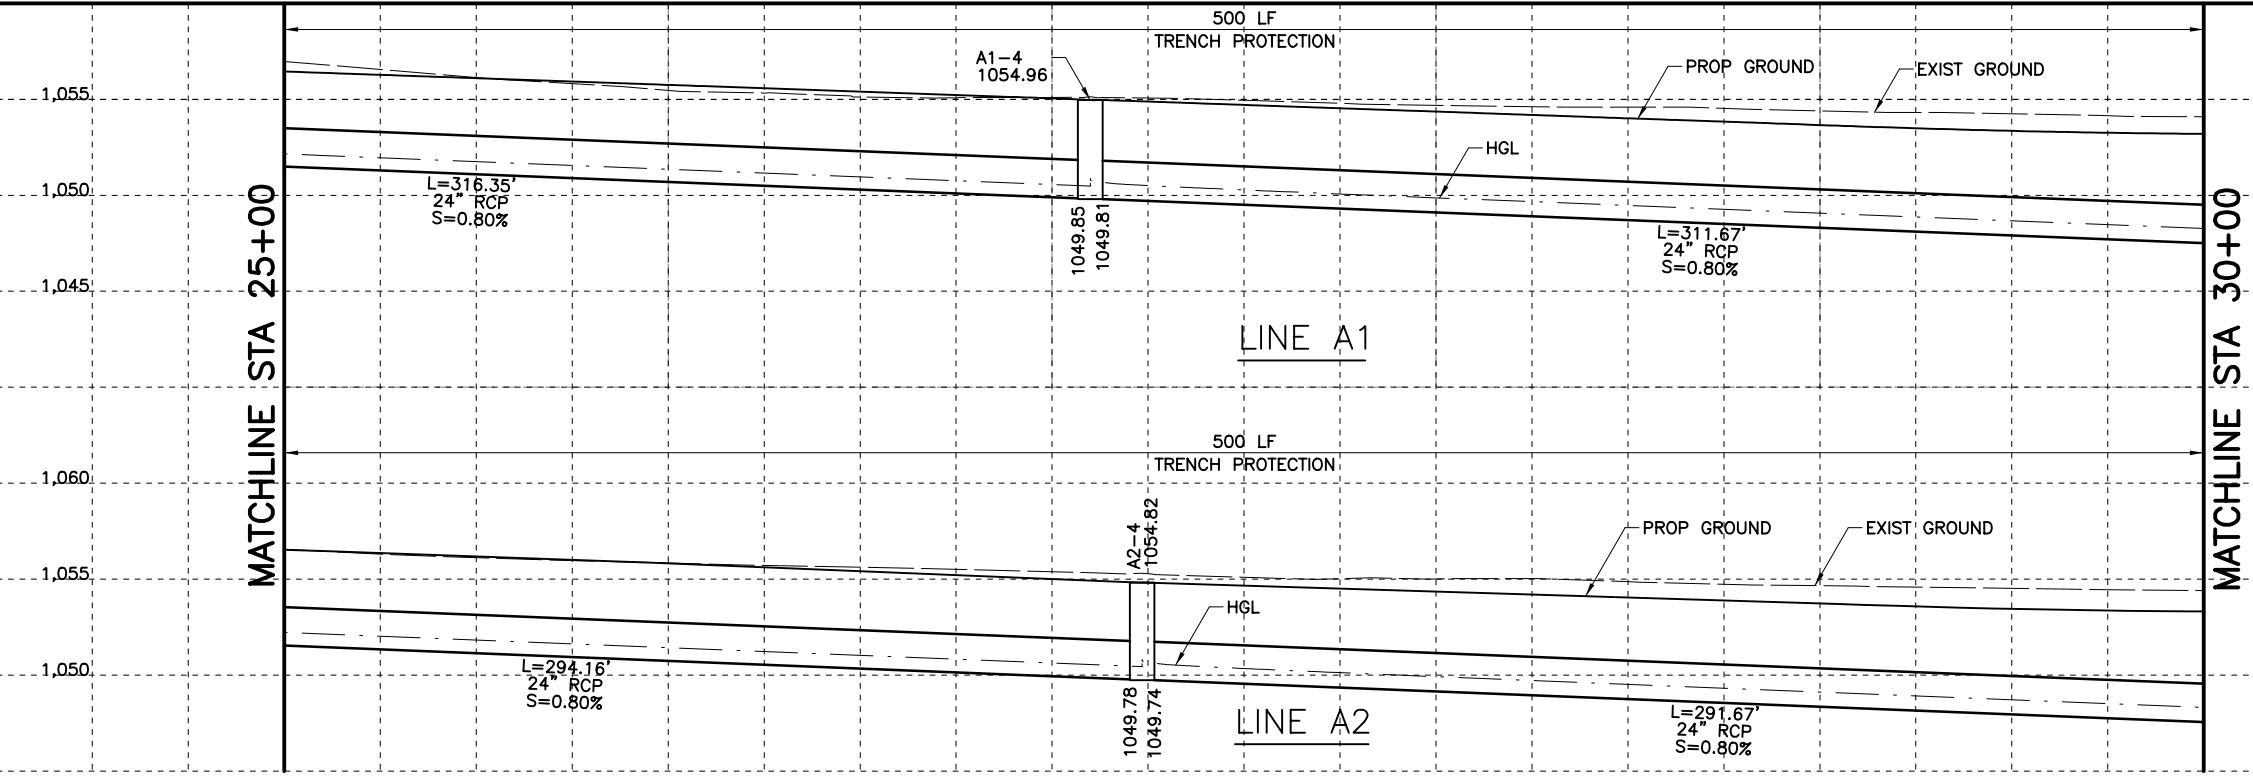 500 LF
TRENCH PROTECTION
A1-4
1054.96
PROP GROUND
EXIST GROUND
1,055
HGL
1,050
L=316.35'
24" RCP
S=0.80%
1049.85
1049.81
L=311.67'
24" RCP
S=0.80%
1,045
MATCHLINE STA 25+00
MATCHLINE STA 30+00
LINE A1
500 LF
TRENCH PROTECTION
1,060
A2-4
1054.82
PROP GROUND
EXIST GROUND
1,055
HGL
1,050
L=294.16'
24" RCP
S=0.80%
1049.78
1049.74
LINE A2
L=291.67'
24" RCP
S=0.80%